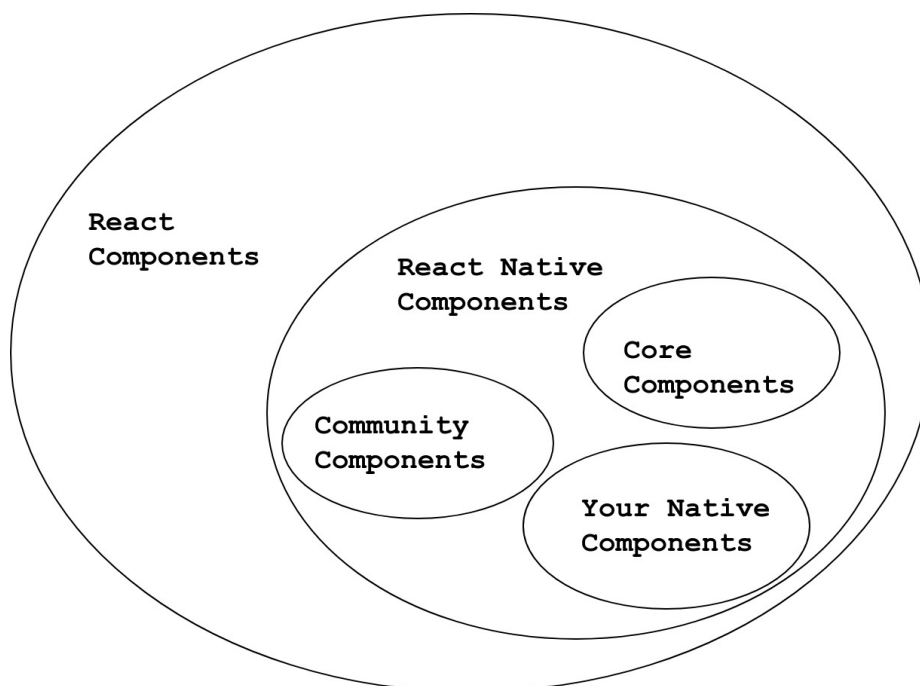 React
Components
React Native
Components
Core
Components
Community
Components
Your Native
Components